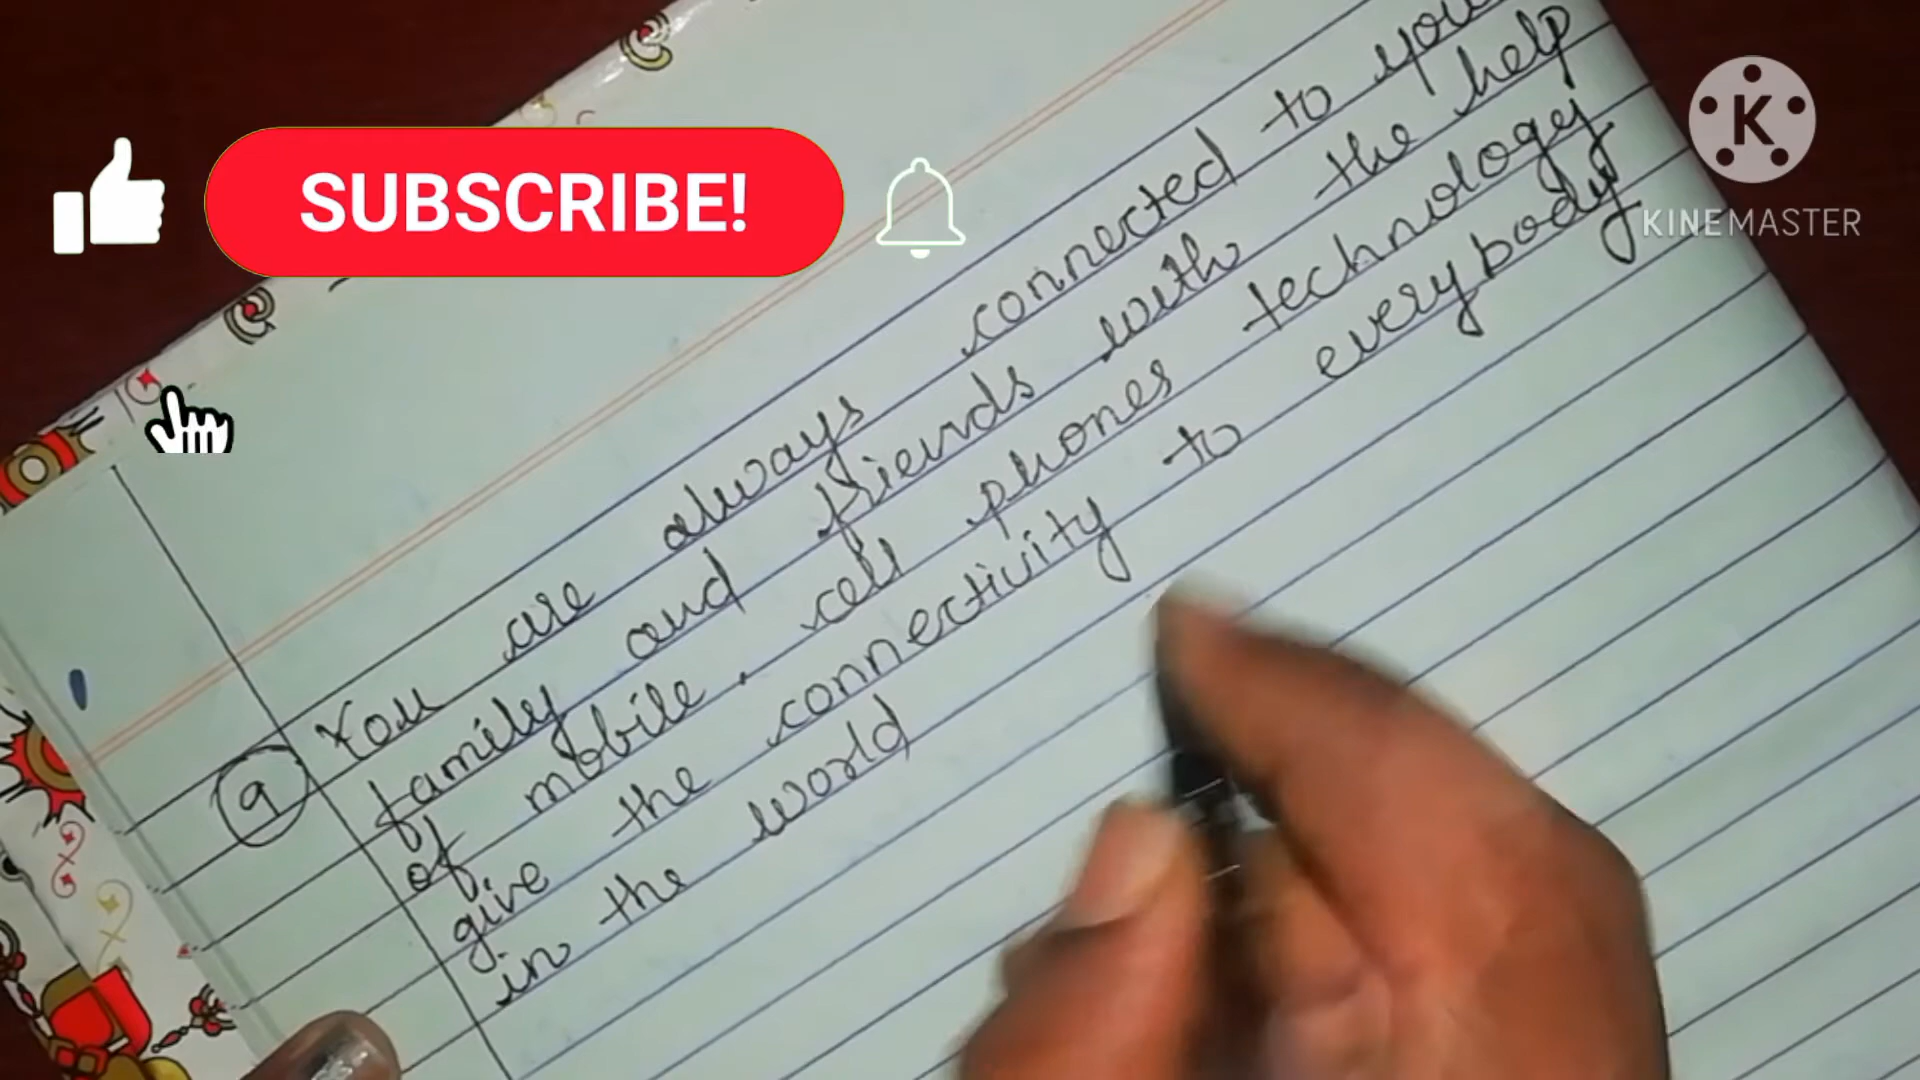 SUBSCRIBE!
K
KINEMASTER
9 You are always connected to your
family and friends with the help
of mobile. cell phones technology
give the connectivity to everybody
in the world